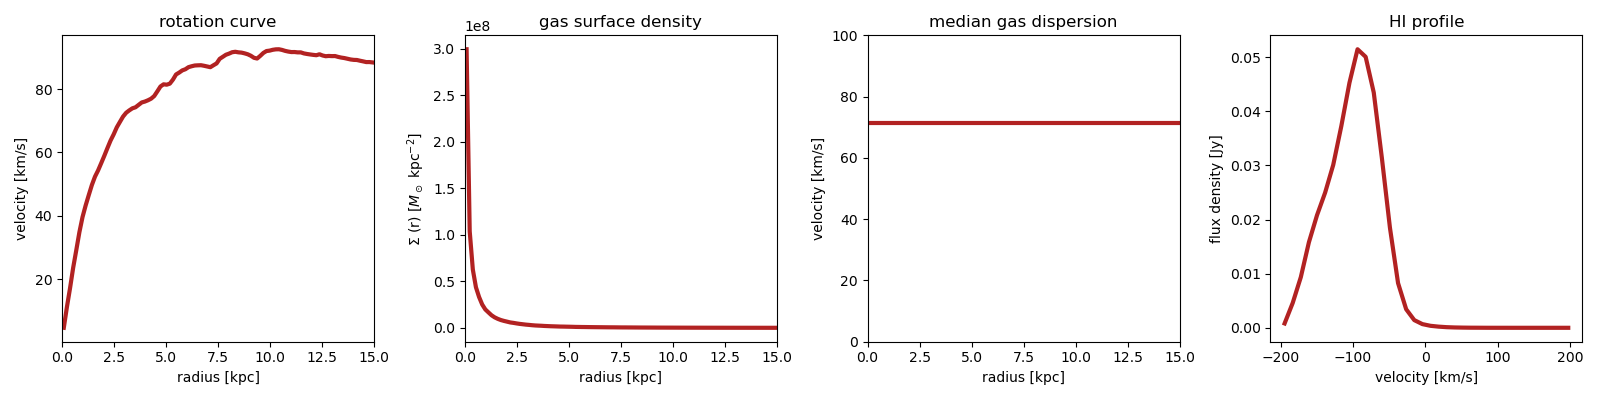 rotation curve
velocity [km/s]
20
40
60
80
0.0 2.5 5.0 7.5 10.0 12.5 15.0
radius [kpc]
gas surface density
1e8
Σ (r) [M⊙ kpc⁻²]
0.0
0.5
1.0
1.5
2.0
2.5
3.0
0.0 2.5 5.0 7.5 10.0 12.5 15.0
radius [kpc]
median gas dispersion
velocity [km/s]
0
20
40
60
80
100
0.0 2.5 5.0 7.5 10.0 12.5 15.0
radius [kpc]
HI profile
flux density [Jy]
0.00
0.01
0.02
0.03
0.04
0.05
−200 −100 0 100 200
velocity [km/s]